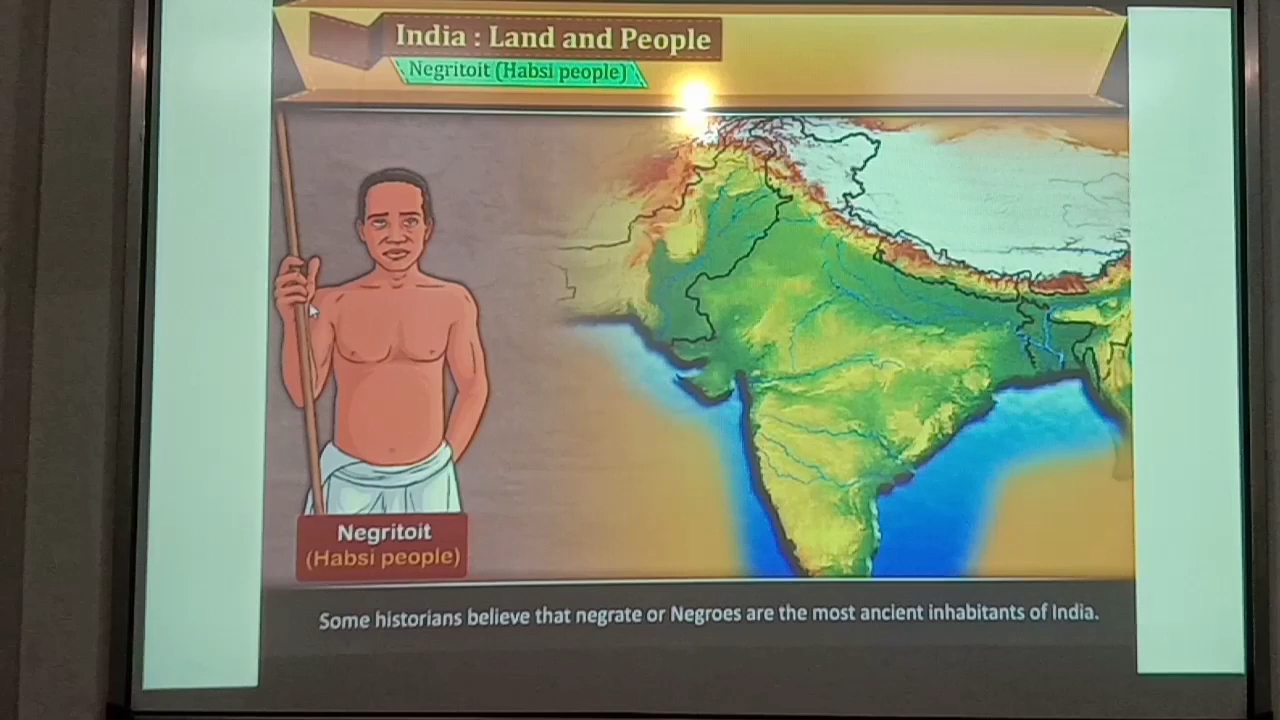 India : Land and People
Negritoit (Habsi people)
Negritoit
(Habsi people)
Some historians believe that negrate or Negroes are the most ancient inhabitants of India.